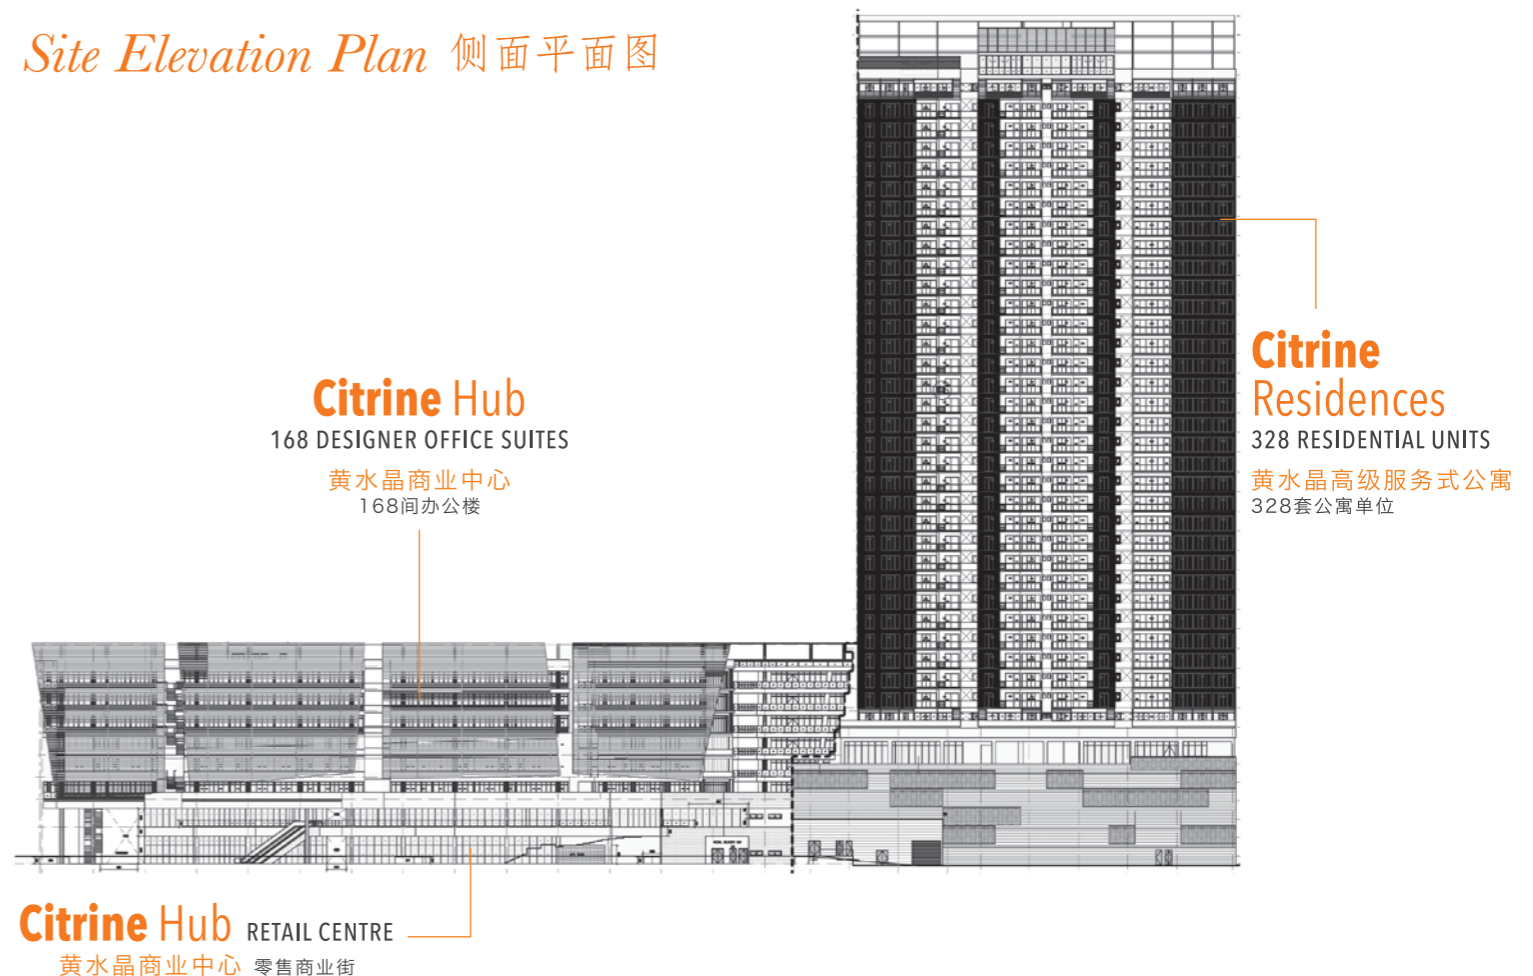 Site Elevation Plan 侧面平面图
Citrine Hub
168 DESIGNER OFFICE SUITES
黄水晶商业中心
168间办公楼
Citrine
Residences
328 RESIDENTIAL UNITS
黄水晶高级服务式公寓
328套公寓单位
Citrine Hub RETAIL CENTRE
黄水晶商业中心 零售商业街